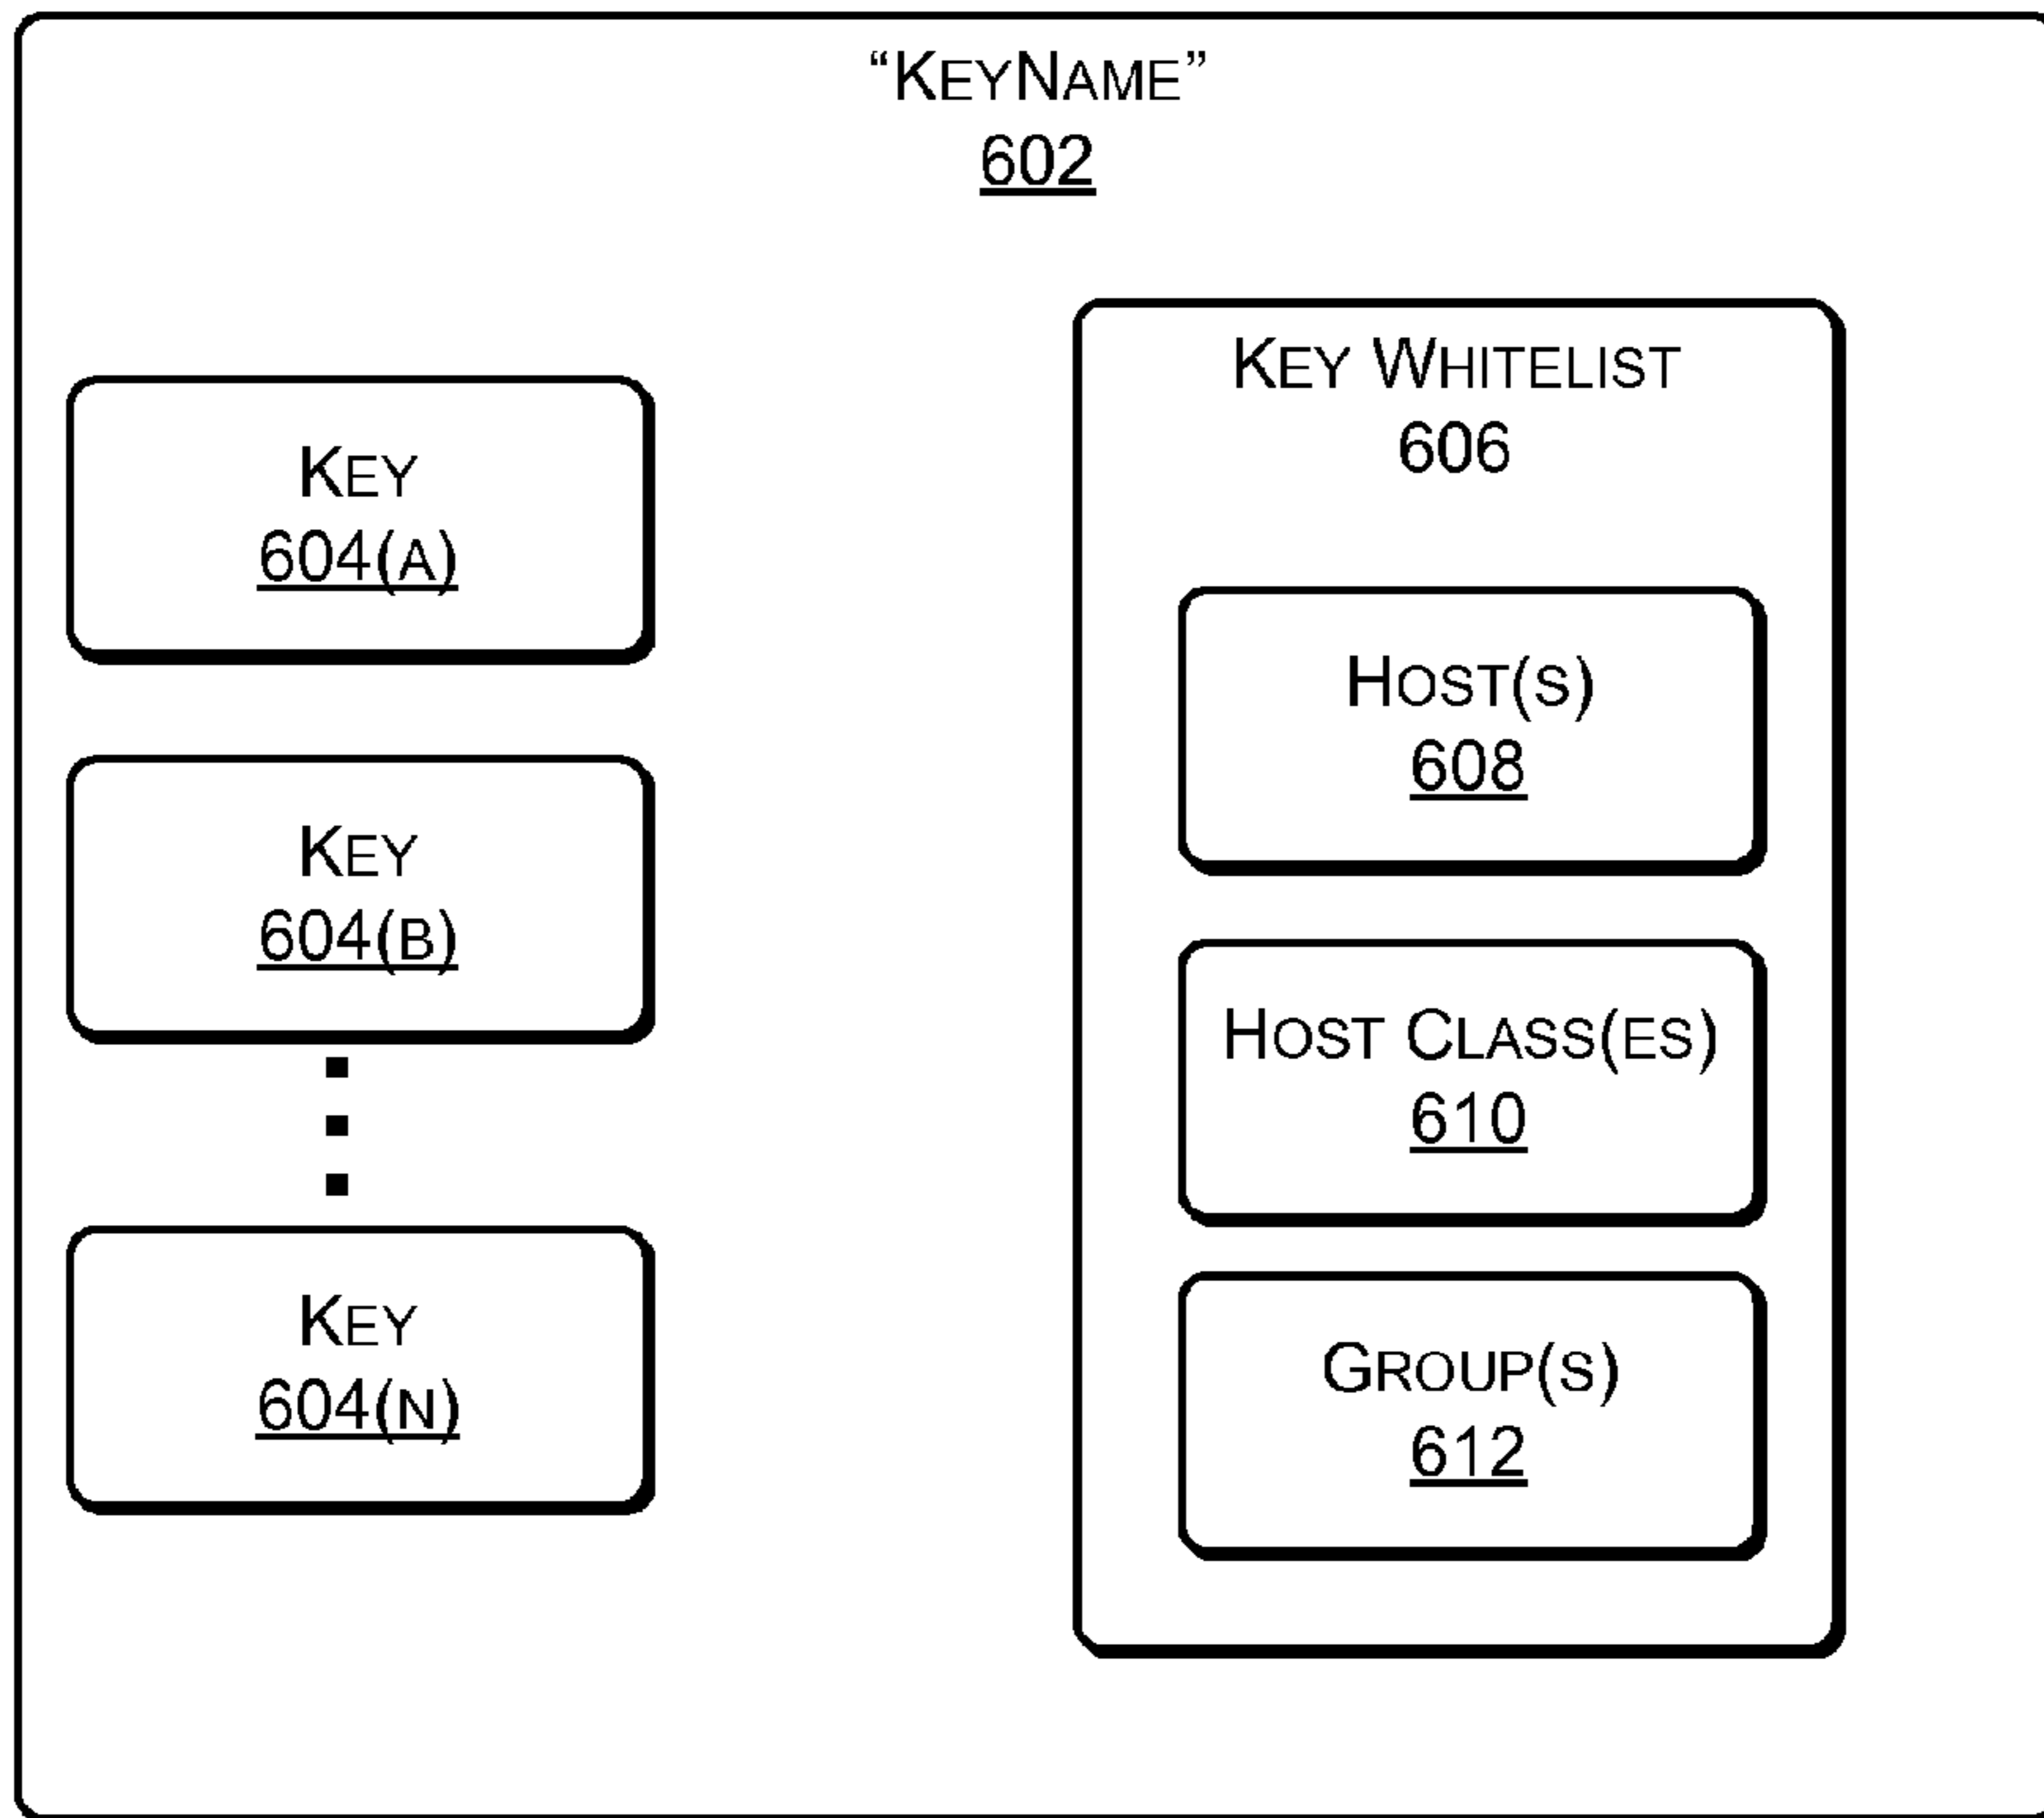 “KEYNAME”
602
KEY
604(A)
KEY
604(B)
KEY
604(N)
KEY WHITELIST
606
HOST(S)
608
HOST CLASS(ES)
610
GROUP(S)
612